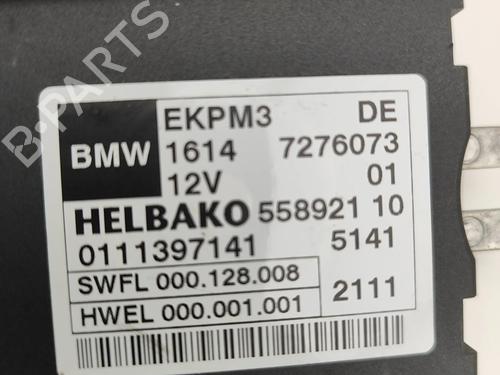 B-PARTS
EKPM3 DE
BMW
1614 7276073
12V 01
HELBAKO 558921 10
0111397141 5141
SWFL 000.128.008
HWEL 000.001.001 2111